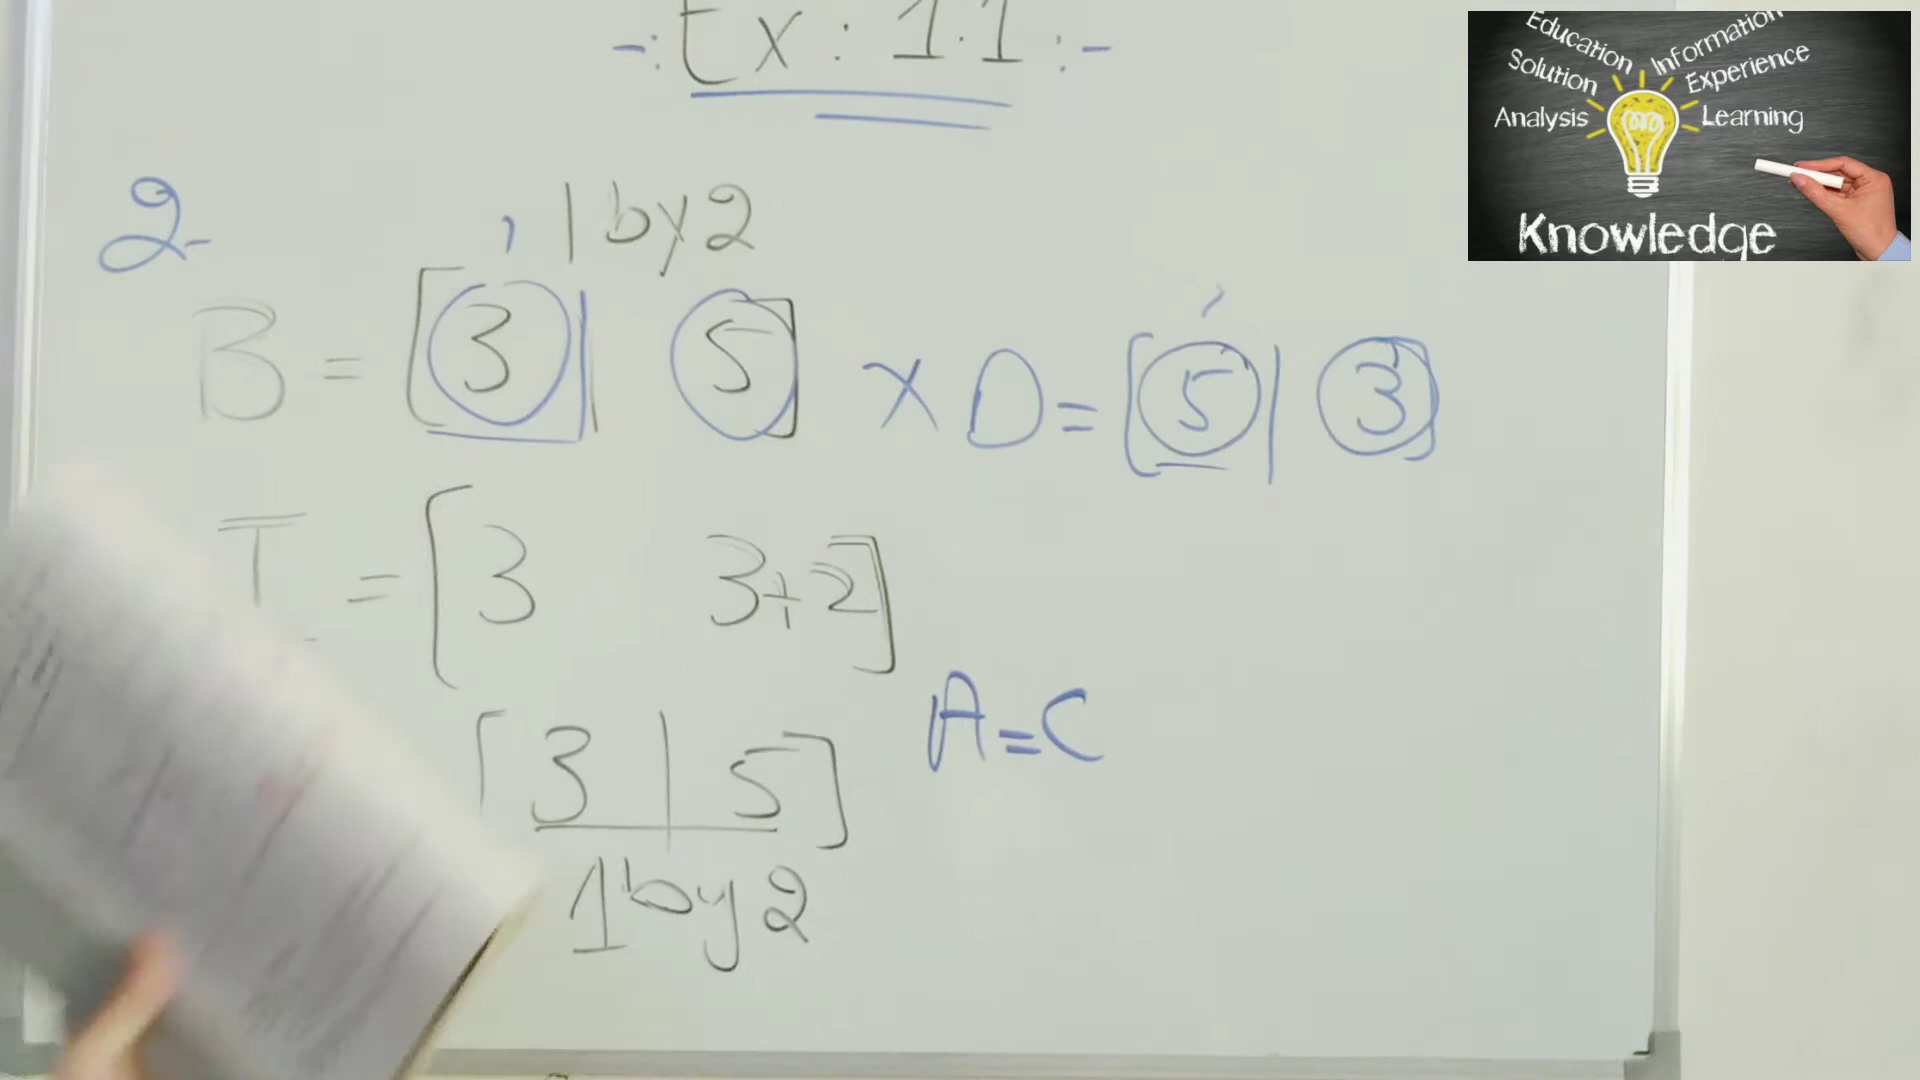 -: Ex : 1.1 :-
2-
1 by 2
B = [3 | 5] × D = [5 | 3]
I = [3 3+2]
[3 | 5]
A = C
1 by 2
Education
Information
Solution
Experience
Analysis
Learning
Knowledge